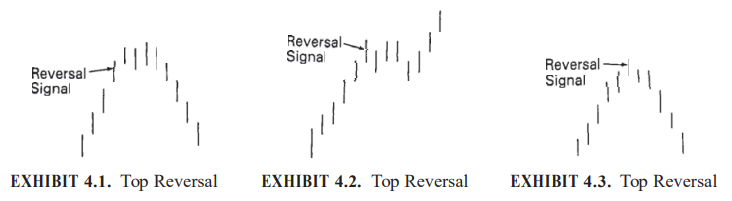 Reversal
Signal
EXHIBIT 4.1. Top Reversal
Reversal
Signal
EXHIBIT 4.2. Top Reversal
Reversal
Signal
EXHIBIT 4.3. Top Reversal